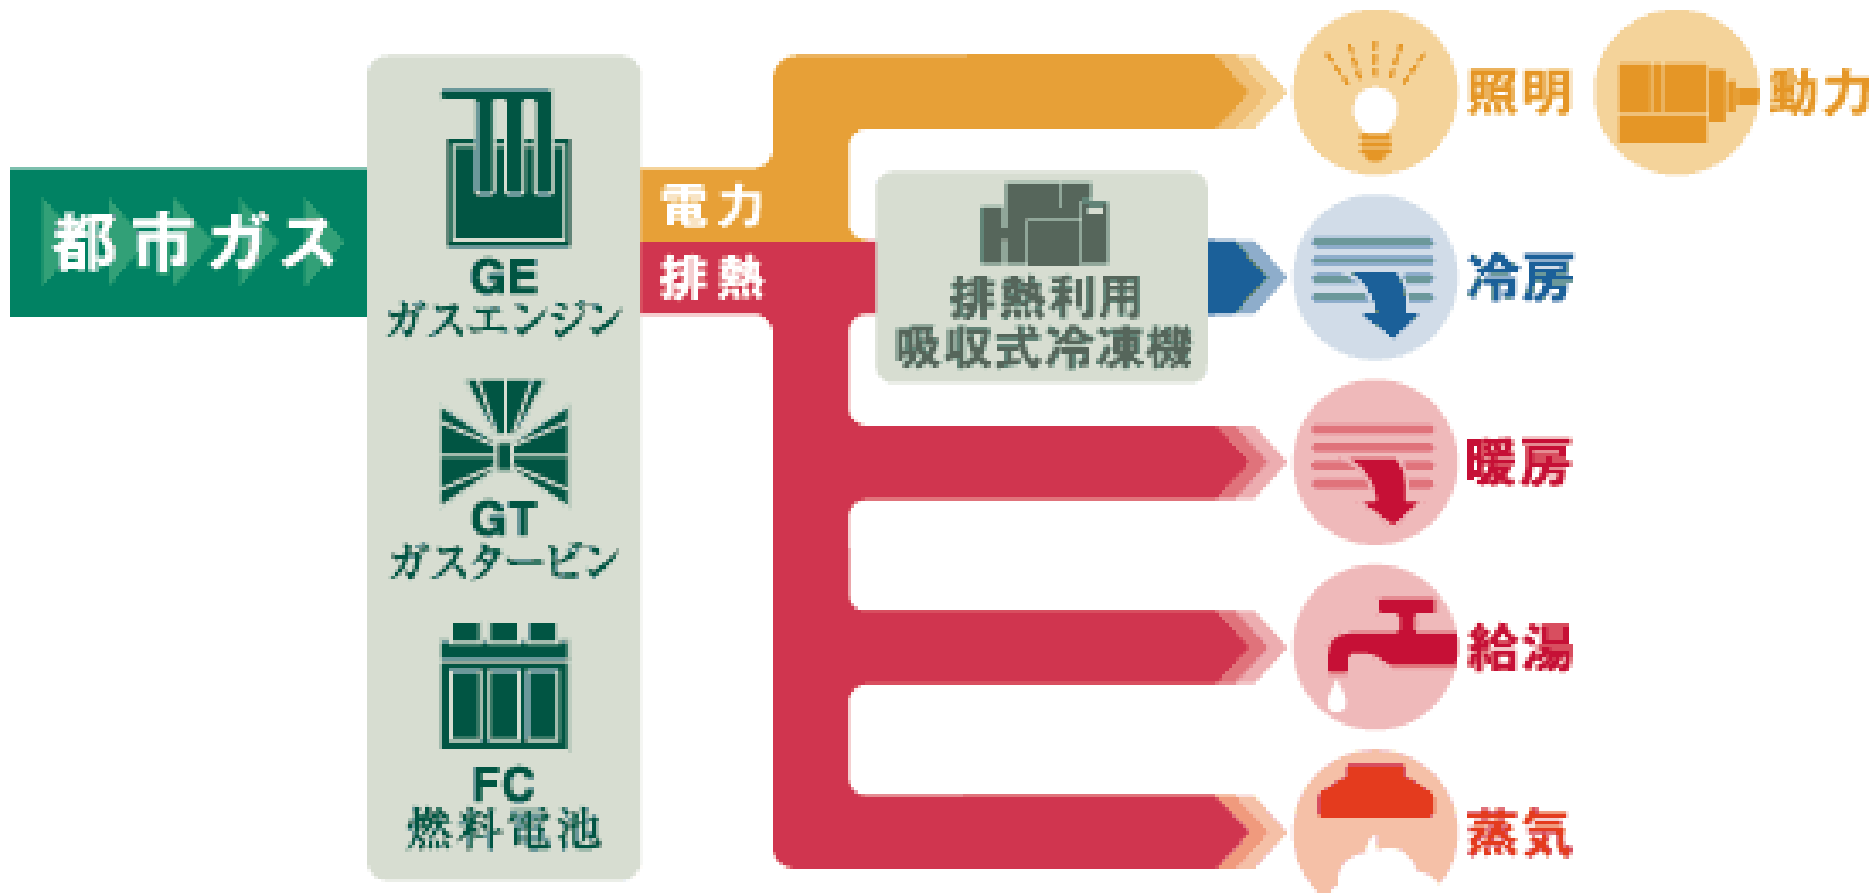 都市ガス
GE
ガスエンジン
GT
ガスタービン
FC
燃料電池
電力
排熱
排熱利用
吸収式冷凍機
照明
動力
冷房
暖房
給湯
蒸気